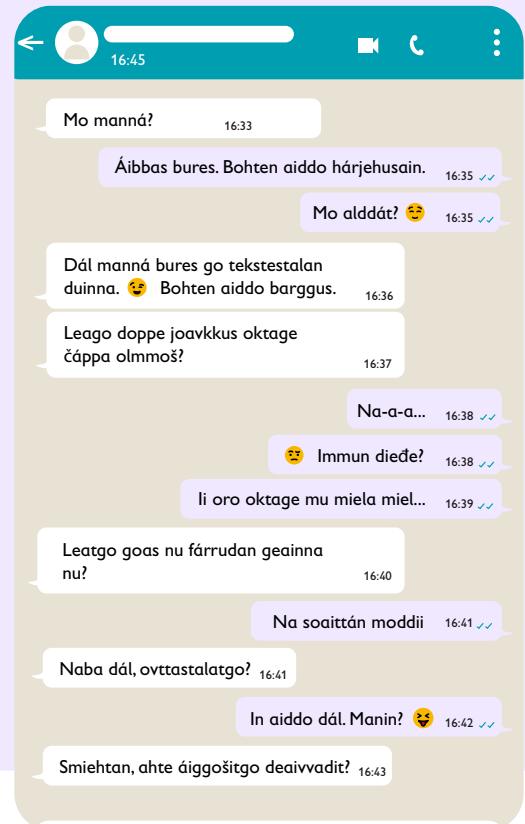 16:45
Mo manná? 16:33
Áibbas bures. Bohten aiddo hárjehusain. 16:35
Mo alddát? 😌 16:35
Dál manná bures go tekstestalan
duinna. 😉 Bohten aiddo barggus. 16:36
Leago doppe joavkkus oktage
čáppa olmmoš? 16:37
Na-a-a... 16:38
😒 Immun dieđe? 16:38
Ii oro oktage mu miela miel... 16:39
Leatgo goas nu fárrudan geainna
nu? 16:40
Na soaittán moddii 16:41
Naba dál, ovttastalatgo? 16:41
In aiddo dál. Manin? 😝 16:42
Smiehtan, ahte áiggošitgo deaivvadit? 16:43